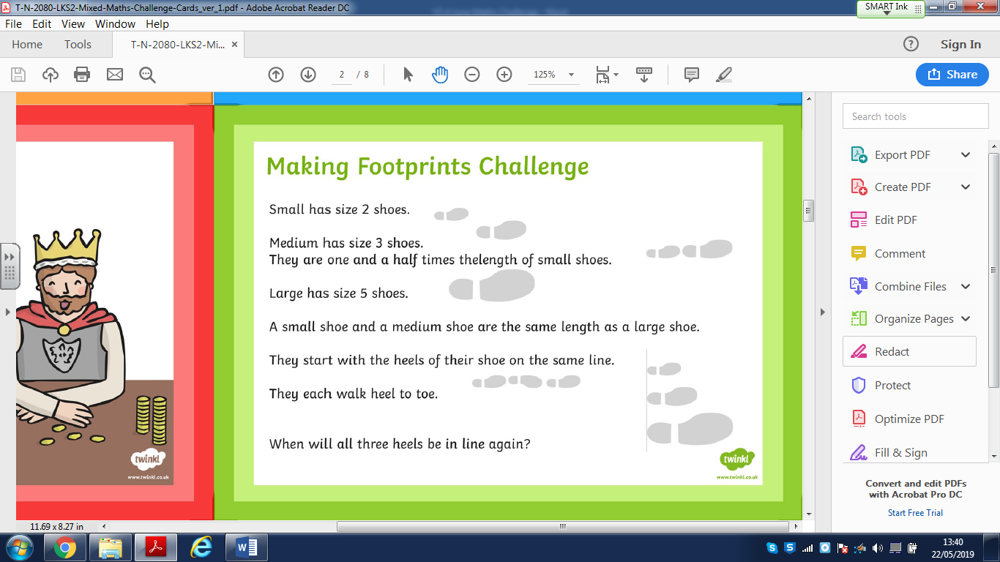 T-N-2080-LKS2-Mixed-Maths-Challenge-Cards_ver_1.pdf - Adobe Acrobat Reader DC
SMART Ink
File Edit View Window Help
Home Tools T-N-2080-LKS2-Mi... ×
Sign In
2 / 8
125%
Share
Making Footprints Challenge
Small has size 2 shoes.
Medium has size 3 shoes.
They are one and a half times thelength of small shoes.
Large has size 5 shoes.
A small shoe and a medium shoe are the same length as a large shoe.
They start with the heels of their shoe on the same line.
They each walk heel to toe.
When will all three heels be in line again?
twinkl
www.twinkl.co.uk
twinkl
www.twinkl.co.uk
Search tools
Export PDF
Create PDF
Edit PDF
Comment
Combine Files
Organize Pages
Redact
Protect
Optimize PDF
Fill & Sign
Convert and edit PDFs
with Acrobat Pro DC
Start Free Trial
11.69 x 8.27 in
13:40
22/05/2019